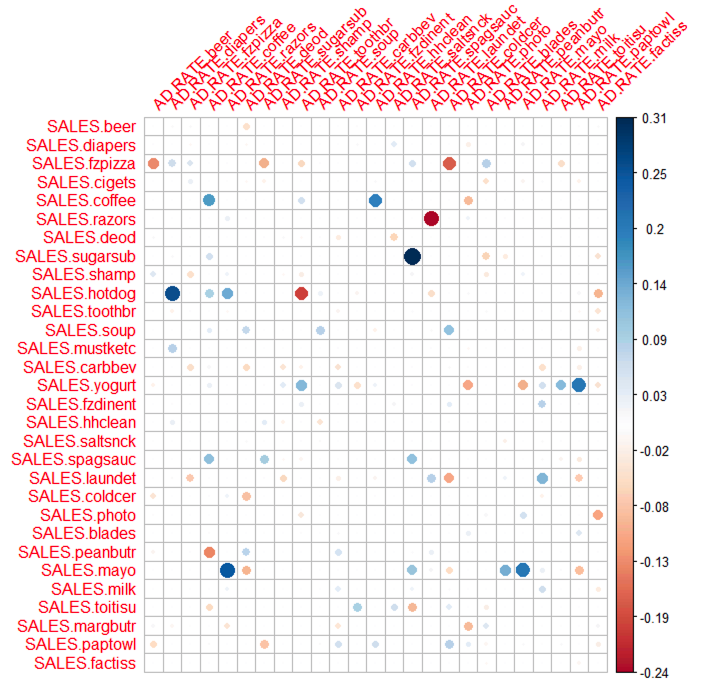 AD.RATE.beer
AD.RATE.diapers
AD.RATE.fzpizza
AD.RATE.coffee
AD.RATE.razors
AD.RATE.deod
AD.RATE.sugarsub
AD.RATE.shamp
AD.RATE.toothbr
AD.RATE.soup
AD.RATE.carbbev
AD.RATE.fzdinent
AD.RATE.hhclean
AD.RATE.saltsnck
AD.RATE.spagsauc
AD.RATE.laundet
AD.RATE.coldcer
AD.RATE.photo
AD.RATE.blades
AD.RATE.peanbutr
AD.RATE.mayo
AD.RATE.milk
AD.RATE.toitisu
AD.RATE.paptowl
AD.RATE.factiss
SALES.beer
SALES.diapers
SALES.fzpizza
SALES.cigets
SALES.coffee
SALES.razors
SALES.deod
SALES.sugarsub
SALES.shamp
SALES.hotdog
SALES.toothbr
SALES.soup
SALES.mustketc
SALES.carbbev
SALES.yogurt
SALES.fzdinent
SALES.hhclean
SALES.saltsnck
SALES.spagsauc
SALES.laundet
SALES.coldcer
SALES.photo
SALES.blades
SALES.peanbutr
SALES.mayo
SALES.milk
SALES.toitisu
SALES.margbutr
SALES.paptowl
SALES.factiss
0.31
0.25
0.2
0.14
0.09
0.03
-0.02
-0.08
-0.13
-0.19
-0.24